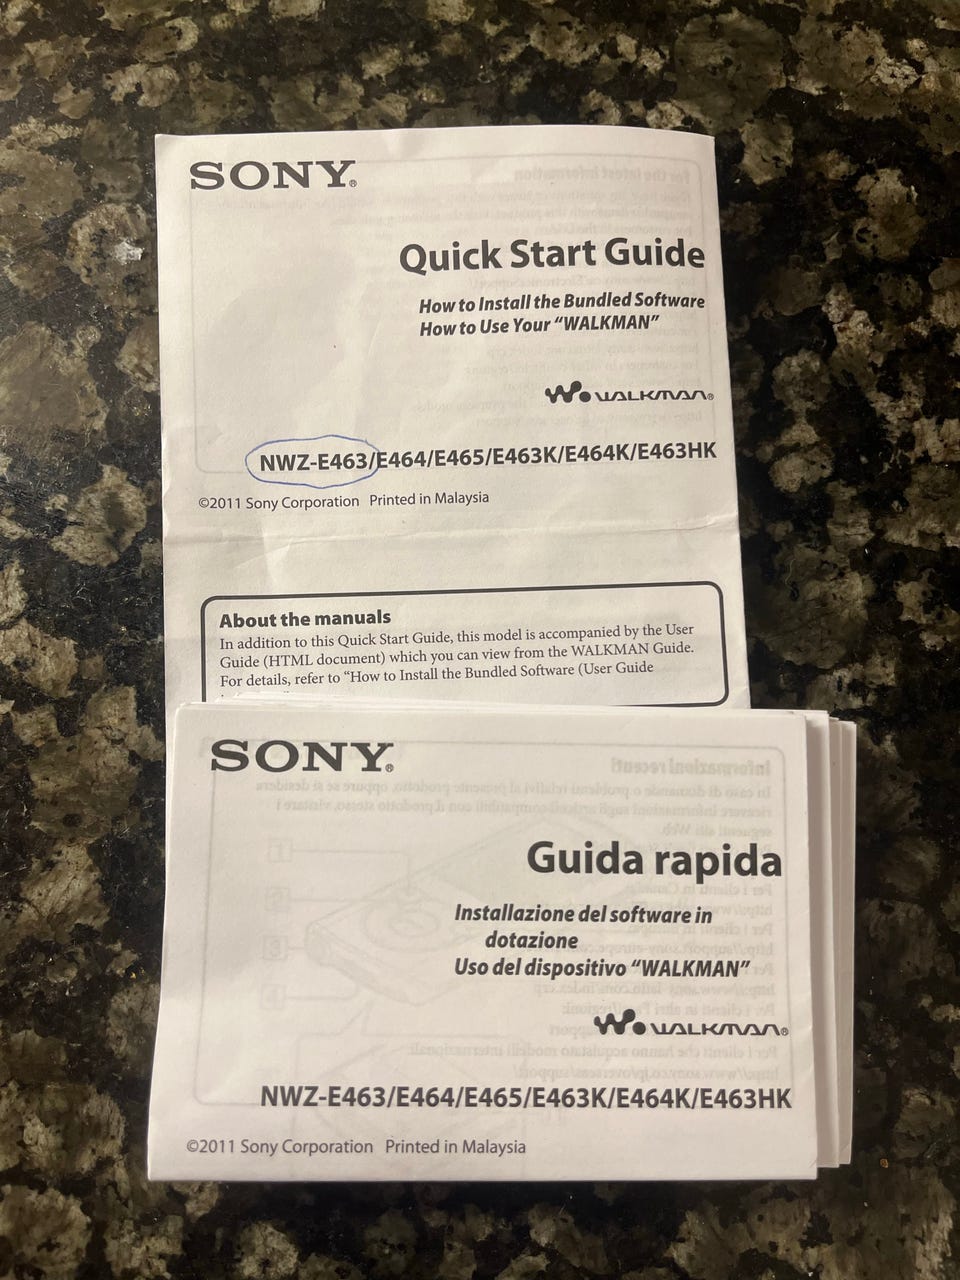 SONY®
Quick Start Guide
How to Install the Bundled Software
How to Use Your “WALKMAN”
WALKMAN®
NWZ-E463/E464/E465/E463K/E464K/E463HK
©2011 Sony Corporation Printed in Malaysia
About the manuals
In addition to this Quick Start Guide, this model is accompanied by the User
Guide (HTML document) which you can view from the WALKMAN Guide.
For details, refer to “How to Install the Bundled Software (User Guide
SONY®
Guida rapida
Installazione del software in
dotazione
Uso del dispositivo “WALKMAN”
WALKMAN®
NWZ-E463/E464/E465/E463K/E464K/E463HK
©2011 Sony Corporation Printed in Malaysia